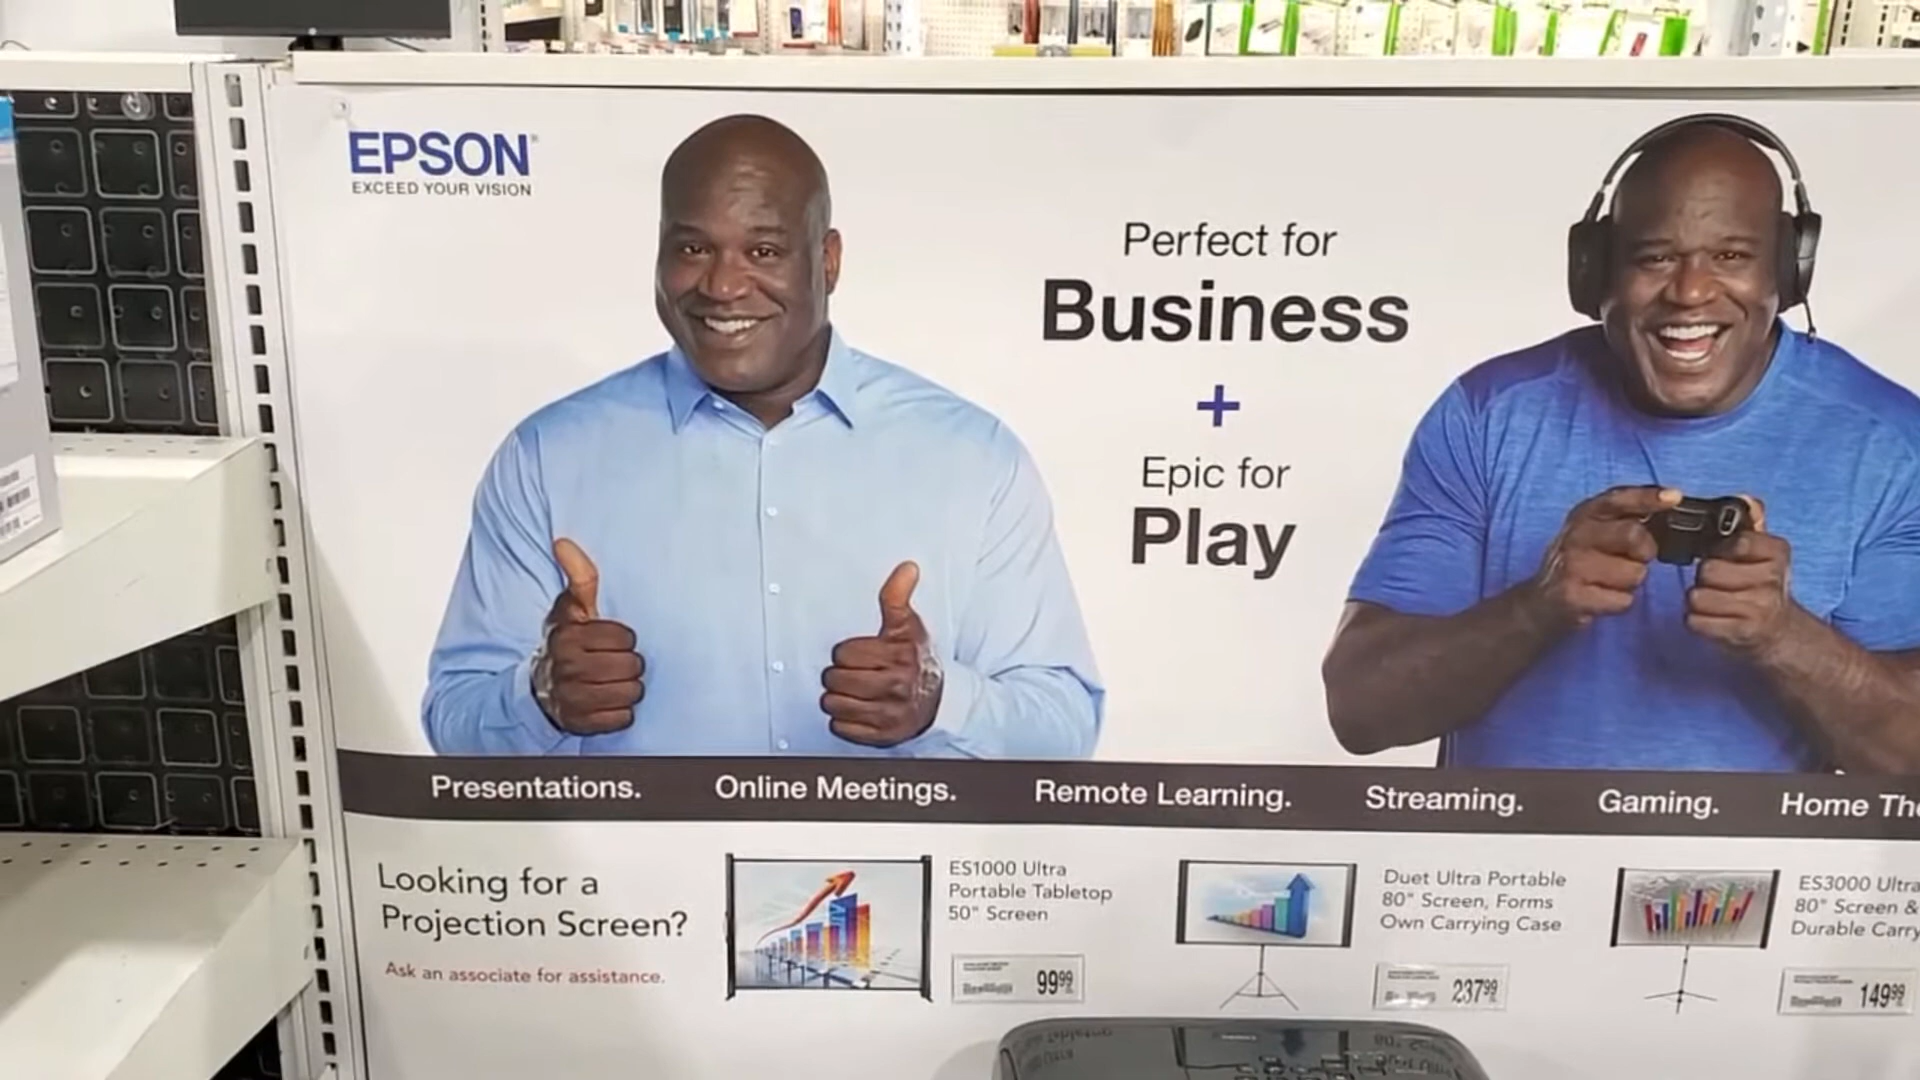 EPSON
EXCEED YOUR VISION
Perfect for
Business
+
Epic for
Play
Presentations. Online Meetings. Remote Learning. Streaming. Gaming. Home
Looking for a
Projection Screen?
Ask an associate for assistance.
ES1000 Ultra
Portable Tabletop
50" Screen
99 99
Duet Ultra Portable
80" Screen, Forms
Own Carrying Case
237 99
ES3000 Ultra
80" Screen &
Durable
149 99